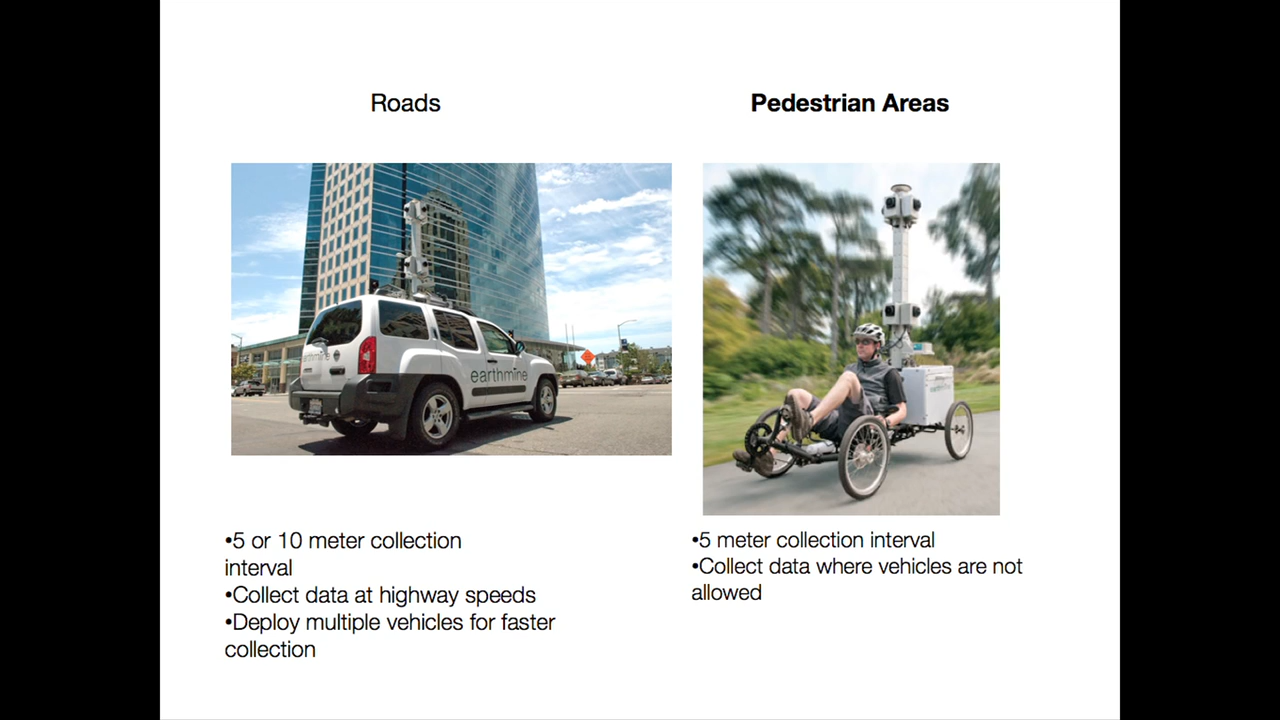 Roads
Pedestrian Areas
earthmine
earthmine
•5 or 10 meter collection
interval
•Collect data at highway speeds
•Deploy multiple vehicles for faster
collection
•5 meter collection interval
•Collect data where vehicles are not
allowed